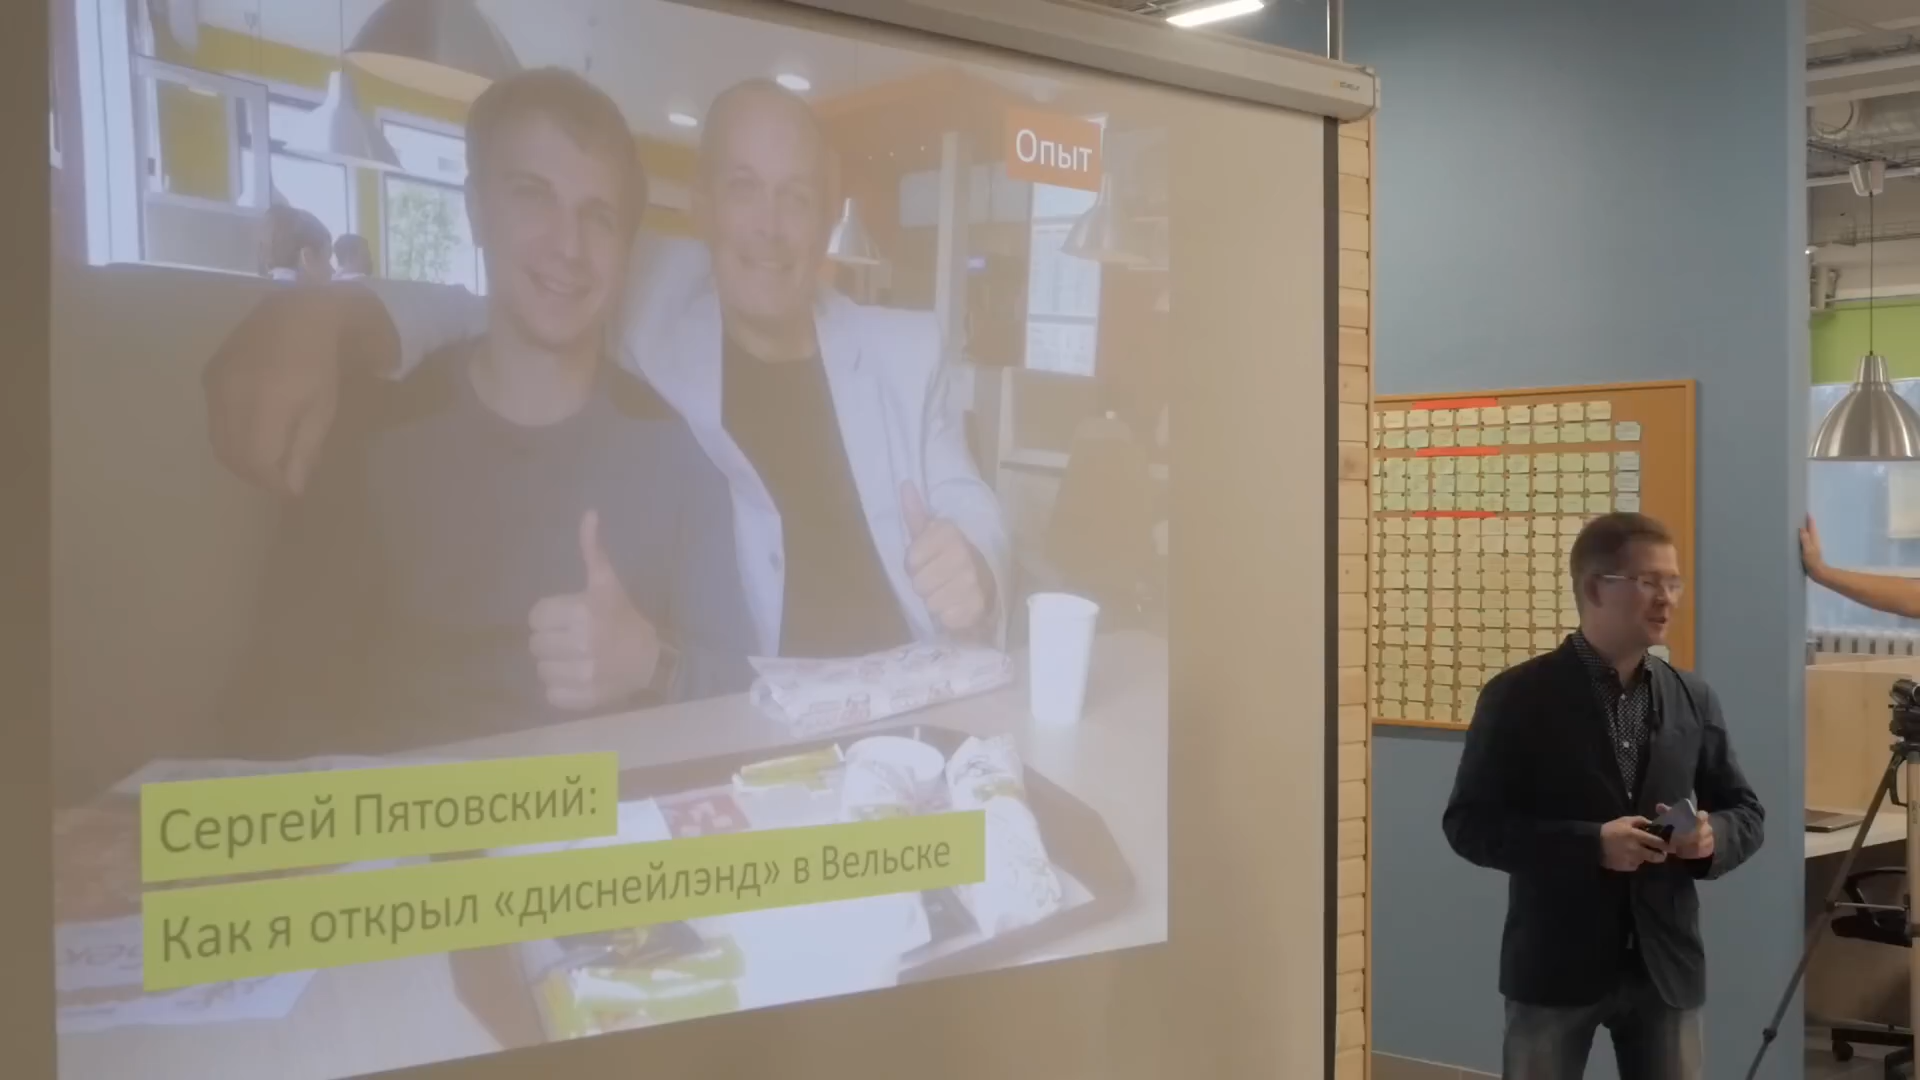 Опыт
Сергей Пятовский:
Как я открыл «диснейлэнд» в Вельске